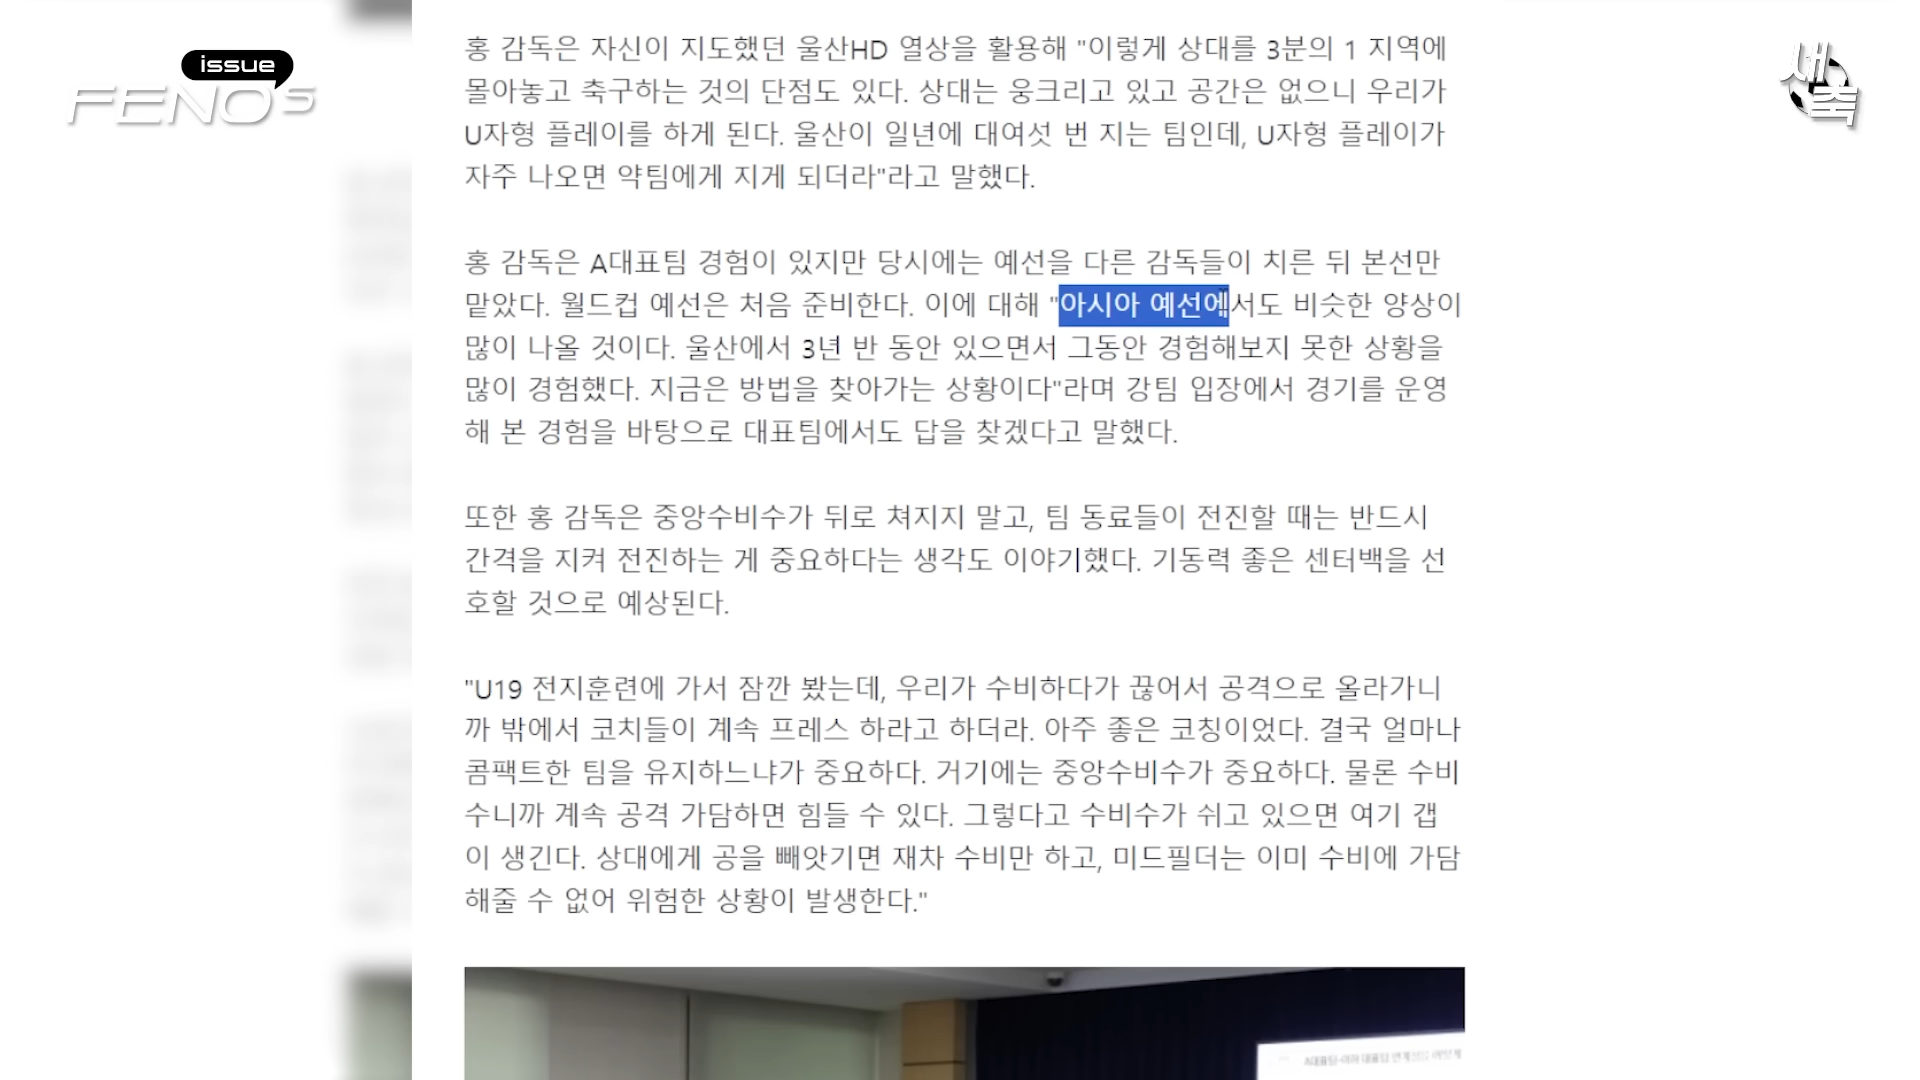 issue
FENO5
새축
홍 감독은 자신이 지도했던 울산HD 열상을 활용해 "이렇게 상대를 3분의 1 지역에
몰아놓고 축구하는 것의 단점도 있다. 상대는 웅크리고 있고 공간은 없으니 우리가
U자형 플레이를 하게 된다. 울산이 일년에 대여섯 번 지는 팀인데, U자형 플레이가
자주 나오면 약팀에게 지게 되더라"라고 말했다.
홍 감독은 A대표팀 경험이 있지만 당시에는 예선을 다른 감독들이 치른 뒤 본선만
맡았다. 월드컵 예선은 처음 준비한다. 이에 대해 "아시아 예선에서도 비슷한 양상이
많이 나올 것이다. 울산에서 3년 반 동안 있으면서 그동안 경험해보지 못한 상황을
많이 경험했다. 지금은 방법을 찾아가는 상황이다"라며 강팀 입장에서 경기를 운영
해 본 경험을 바탕으로 대표팀에서도 답을 찾겠다고 말했다.
또한 홍 감독은 중앙수비수가 뒤로 쳐지지 말고, 팀 동료들이 전진할 때는 반드시
간격을 지켜 전진하는 게 중요하다는 생각도 이야기했다. 기동력 좋은 센터백을 선
호할 것으로 예상된다.
"U19 전지훈련에 가서 잠깐 봤는데, 우리가 수비하다가 끊어서 공격으로 올라가니
까 밖에서 코치들이 계속 프레스 하라고 하더라. 아주 좋은 코칭이었다. 결국 얼마나
콤팩트한 팀을 유지하느냐가 중요하다. 거기에는 중앙수비수가 중요하다. 물론 수비
수니까 계속 공격 가담하면 힘들 수 있다. 그렇다고 수비수가 쉬고 있으면 여기 갭
이 생긴다. 상대에게 공을 빼앗기면 재차 수비만 하고, 미드필더는 이미 수비에 가담
해줄 수 없어 위험한 상황이 발생한다."